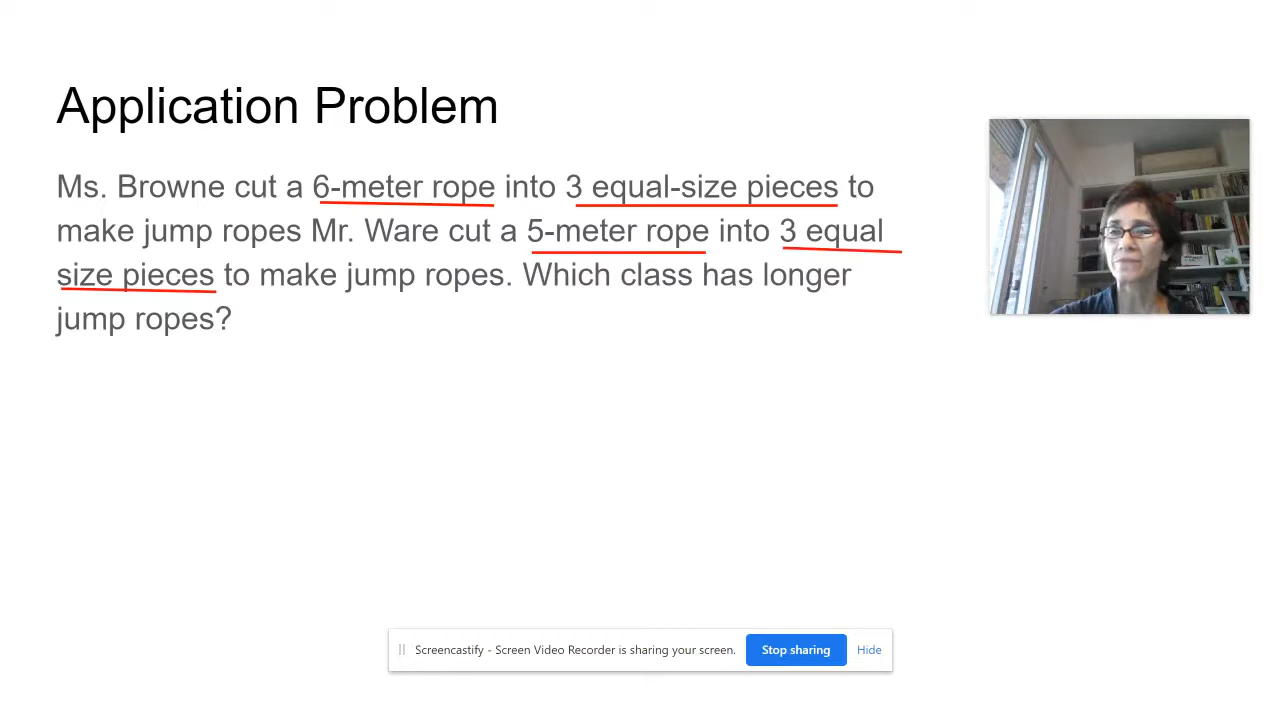 Application Problem
Ms. Browne cut a 6-meter rope into 3 equal-size pieces to
make jump ropes Mr. Ware cut a 5-meter rope into 3 equal
size pieces to make jump ropes. Which class has longer
jump ropes?
Screencastify - Screen Video Recorder is sharing your screen. Stop sharing Hide